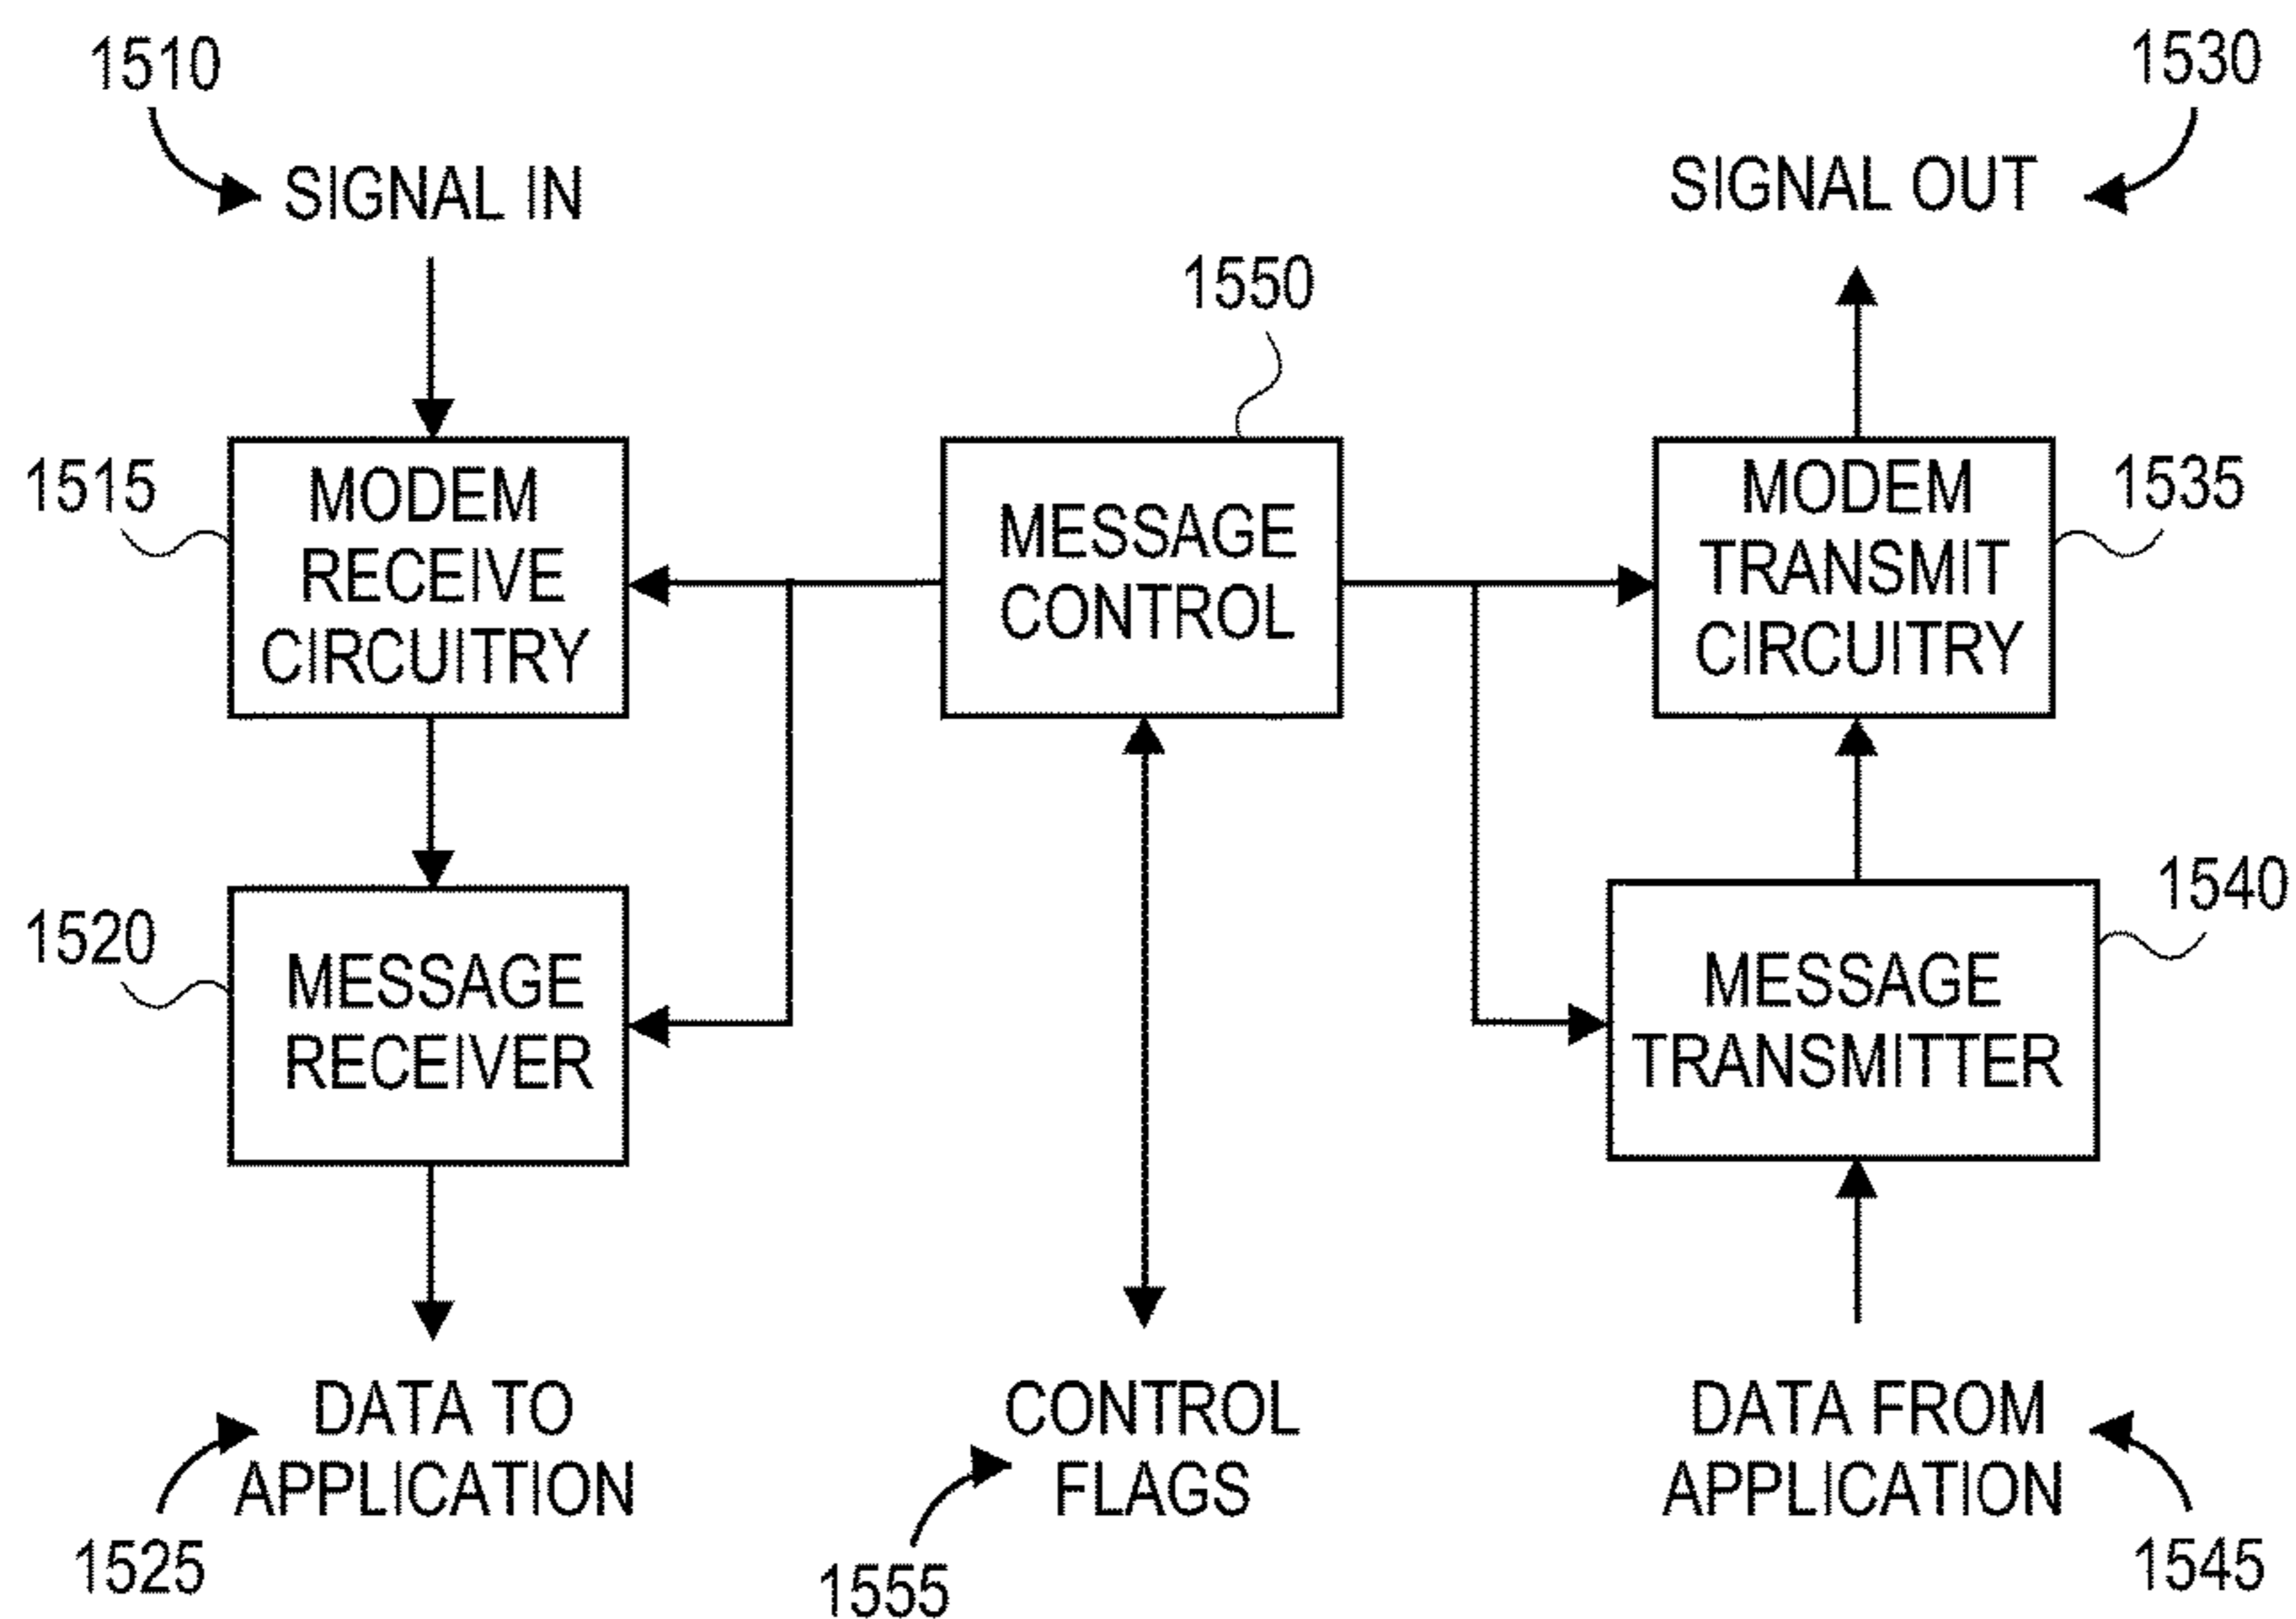 1510
SIGNAL IN
1530
SIGNAL OUT
1550
1515
MODEM
RECEIVE
CIRCUITRY
MESSAGE
CONTROL
MODEM
TRANSMIT
CIRCUITRY
1535
1520
MESSAGE
RECEIVER
MESSAGE
TRANSMITTER
1540
DATA TO
APPLICATION
1525
CONTROL
FLAGS
1555
DATA FROM
APPLICATION
1545